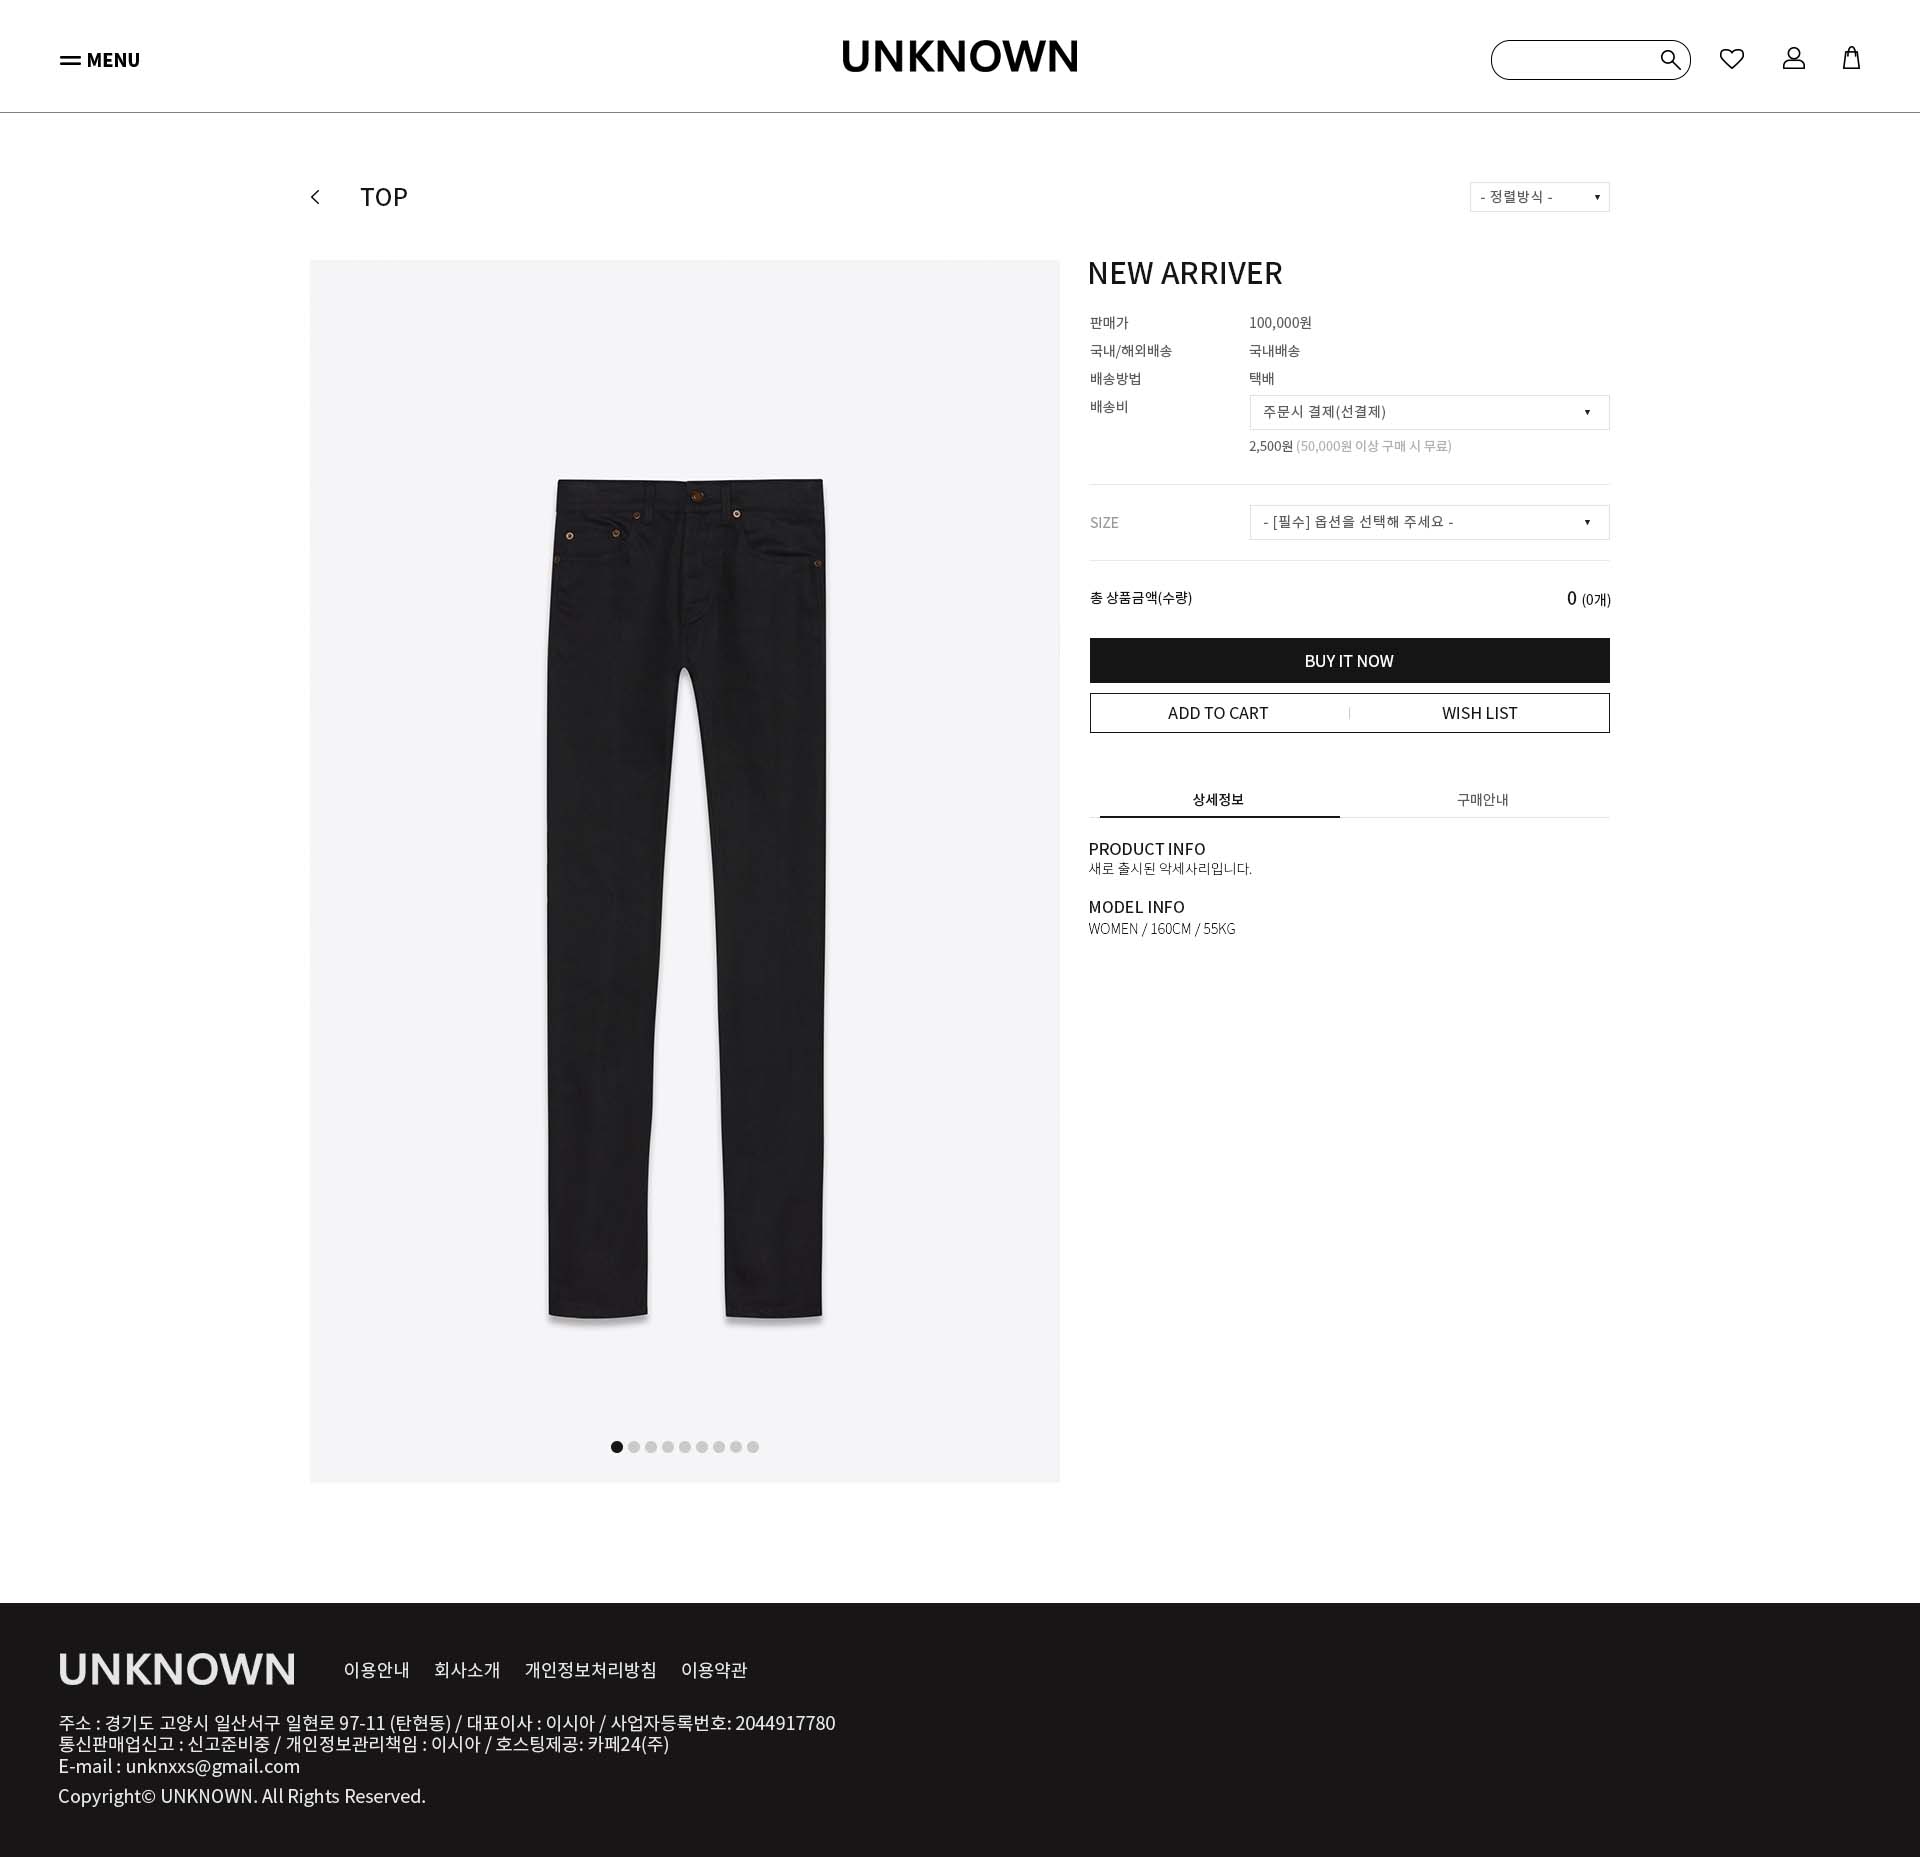 MENU
UNKNOWN
TOP
- 정렬방식 -
NEW ARRIVER
판매가 100,000원
국내/해외배송 국내배송
배송방법 택배
배송비 주문시 결제(선결제)
2,500원 (50,000원 이상 구매 시 무료)
SIZE - [필수] 옵션을 선택해 주세요 -
총 상품금액(수량) 0 (0개)
BUY IT NOW
ADD TO CART WISH LIST
상세정보 구매안내
PRODUCT INFO
새로 출시된 악세사리입니다.
MODEL INFO
WOMEN / 160CM / 55KG
UNKNOWN 이용안내 회사소개 개인정보처리방침 이용약관
주소 : 경기도 고양시 일산서구 일현로 97-11 (탄현동) / 대표이사 : 이시아 / 사업자등록번호: 2044917780
통신판매업신고 : 신고준비중 / 개인정보관리책임 : 이시아 / 호스팅제공: 카페24(주)
E-mail : unknxxs@gmail.com
Copyright© UNKNOWN. All Rights Reserved.